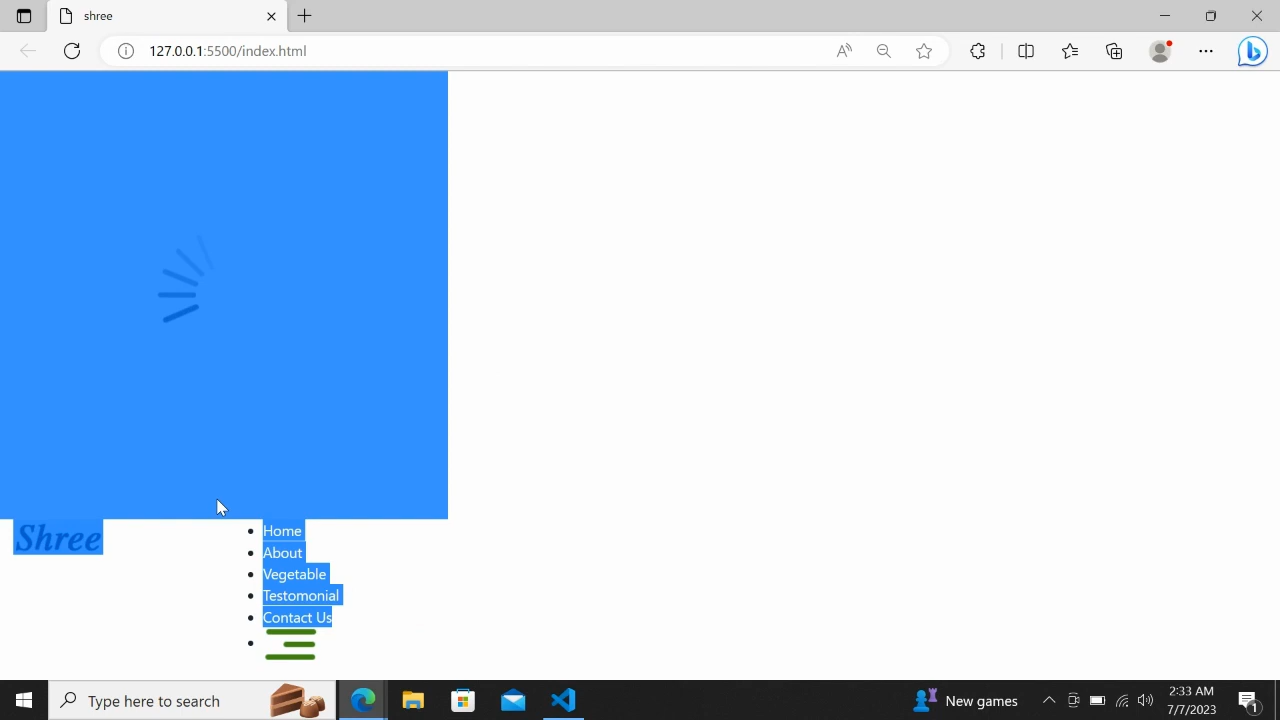 shree
127.0.0.1:5500/index.html
Shree
Home
About
Vegetable
Testomonial
Contact Us
Type here to search
New games
2:33 AM
7/7/2023
1